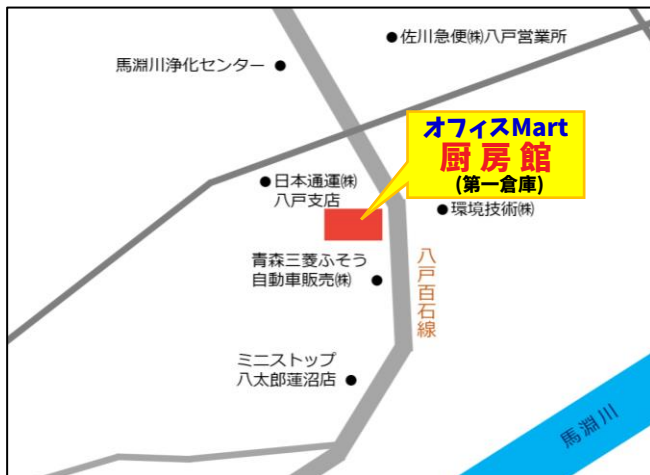 佐川急便㈱八戸営業所
馬淵川浄化センター
オフィスMart
厨房館
(第一倉庫)
日本通運㈱
八戸支店
環境技術㈱
青森三菱ふそう
自動車販売㈱
八戸百石線
ミニストップ
八太郎蓮沼店
馬淵川